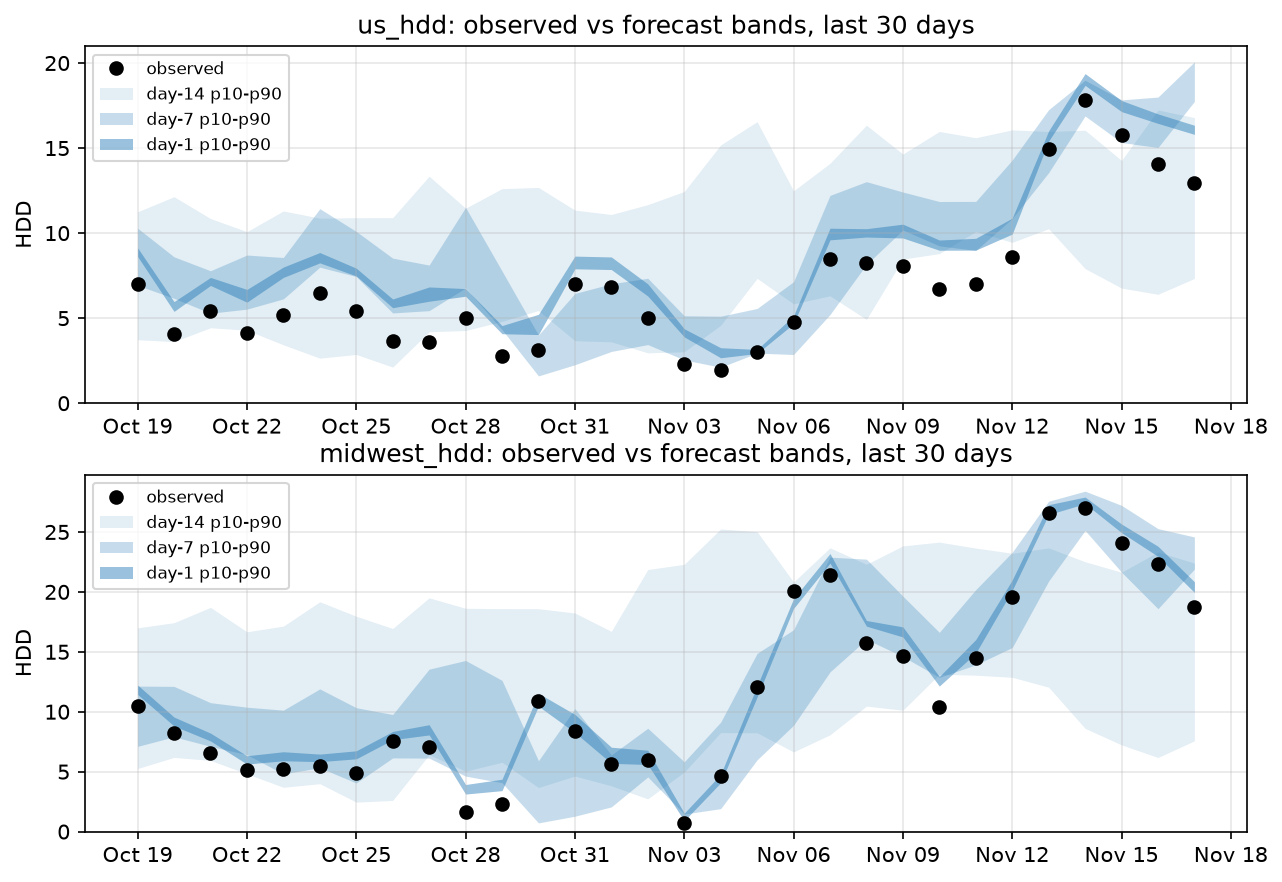 us_hdd: observed vs forecast bands, last 30 days
20
15
10
5
0
HDD
observed
day-14 p10-p90
day-7 p10-p90
day-1 p10-p90
Oct 19 Oct 22 Oct 25 Oct 28 Oct 31 Nov 03 Nov 06 Nov 09 Nov 12 Nov 15 Nov 18
midwest_hdd: observed vs forecast bands, last 30 days
25
20
15
10
5
0
HDD
observed
day-14 p10-p90
day-7 p10-p90
day-1 p10-p90
Oct 19 Oct 22 Oct 25 Oct 28 Oct 31 Nov 03 Nov 06 Nov 09 Nov 12 Nov 15 Nov 18